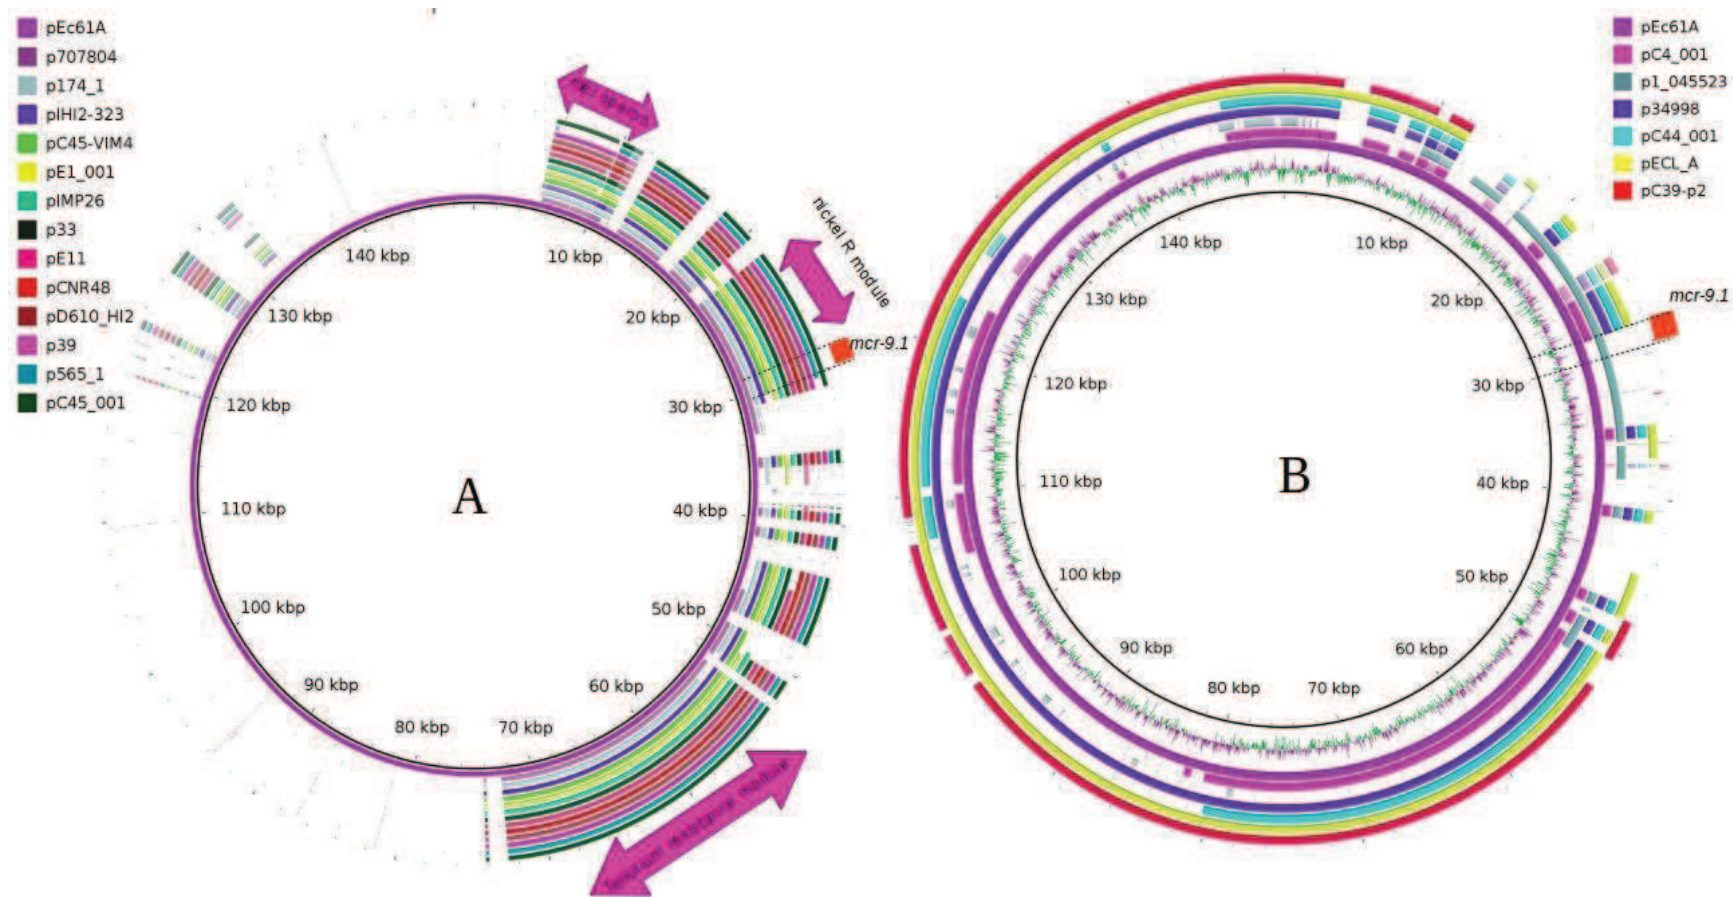 pEc61A
p707804
p174_1
pIHI2-323
pC45-VIM4
pE1_001
pIMP26
p33
pE11
pCNR48
pD610_HI2
p39
p565_1
pC45_001
nickel R module
mcr-9.1
10 kbp
20 kbp
30 kbp
40 kbp
50 kbp
60 kbp
70 kbp
80 kbp
90 kbp
100 kbp
110 kbp
120 kbp
130 kbp
140 kbp
A
resistance module
pEc61A
pC4_001
p1_045523
p34998
pC44_001
pECL_A
pC39-p2
mcr-9.1
10 kbp
20 kbp
30 kbp
40 kbp
50 kbp
60 kbp
70 kbp
80 kbp
90 kbp
100 kbp
110 kbp
120 kbp
130 kbp
140 kbp
B